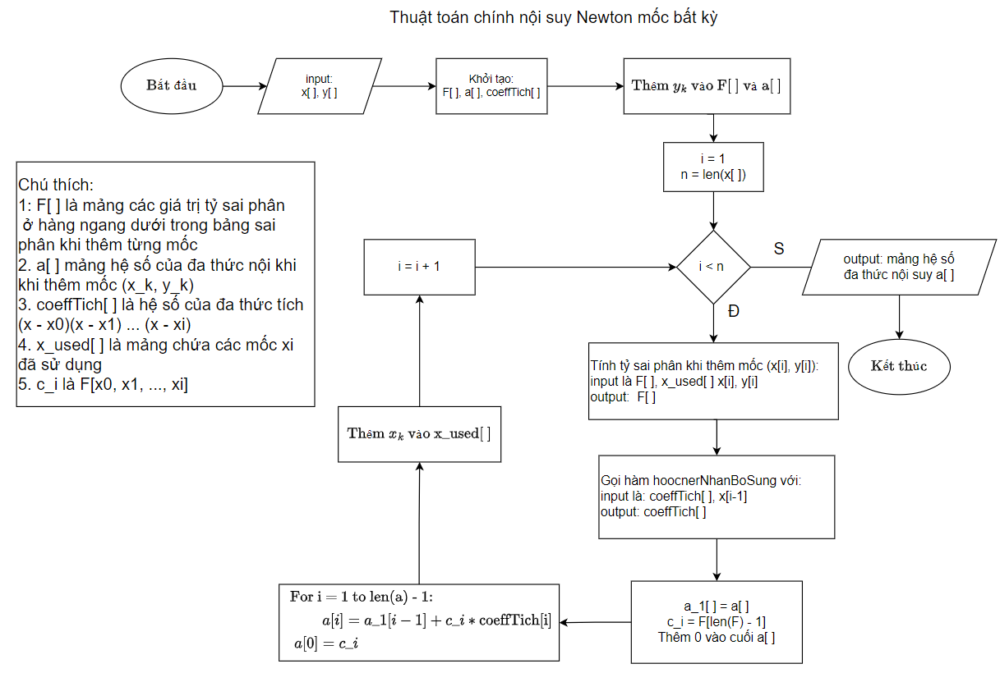 Thuật toán chính nội suy Newton mốc bất kỳ
Bắt đầu
input:
x[ ], y[ ]
Khởi tạo:
F[ ], a[ ], coeffTich[ ]
Thêm y_k vào F[ ] và a[ ]
i = 1
n = len(x[ ])
Chú thích:
1: F[ ] là mảng các giá trị tỷ sai phân
ở hàng ngang dưới trong bảng sai
phân khi thêm từng mốc
2. a[ ] mảng hệ số của đa thức nội khi
khi thêm mốc (x_k, y_k)
3. coeffTich[ ] là hệ số của đa thức tích
(x - x0)(x - x1) ... (x - xi)
4. x_used[ ] là mảng chứa các mốc xi
đã sử dụng
5. c_i là F[x0, x1, ..., xi]
i = i + 1
i < n
S
output: mảng hệ số
đa thức nội suy a[ ]
Đ
Kết thúc
Tính tỷ sai phân khi thêm mốc (x[i], y[i]):
input là F[ ], x_used[ ] x[i], y[i]
output:  F[ ]
Thêm x_k vào x_used[ ]
Gọi hàm hoocnerNhanBoSung với:
input là: coeffTich[ ], x[i-1]
output: coeffTich[ ]
For i = 1 to len(a) - 1:
a[i] = a_1[i − 1] + c_i ∗ coeffTich[i]
a[0] = c_i
a_1[ ] = a[ ]
c_i = F[len(F) - 1]
Thêm 0 vào cuối a[ ]